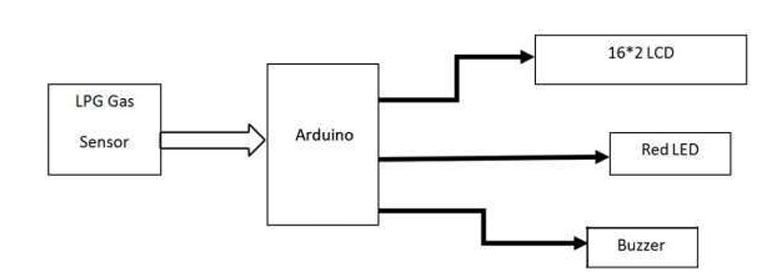 LPG Gas
Sensor
Arduino
16*2 LCD
Red LED
Buzzer